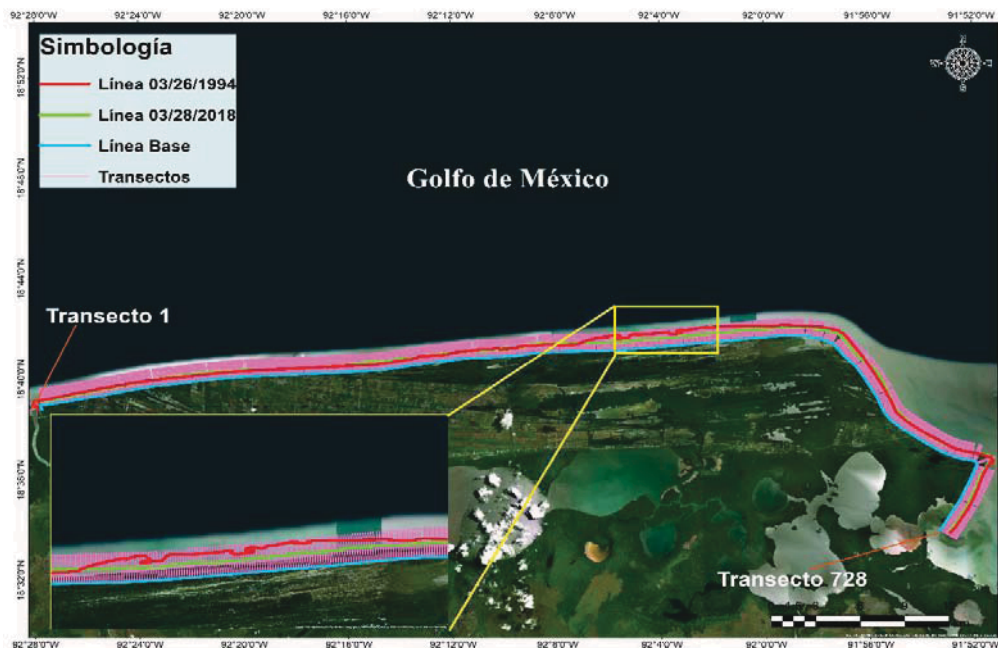 92°28'0"W 92°24'0"W 92°20'0"W 92°16'0"W 92°12'0"W 92°8'0"W 92°4'0"W 92°0'0"W 91°56'0"W 91°52'0"W
Simbología
Línea 03/26/1994
Línea 03/28/2018
Línea Base
Transectos
Golfo de México
18°52'0"N
18°48'0"N
18°44'0"N
18°40'0"N
18°36'0"N
18°32'0"N
Transecto 1
Transecto 728
92°28'0"W 92°24'0"W 92°20'0"W 92°16'0"W 92°12'0"W 92°8'0"W 92°4'0"W 92°0'0"W 91°56'0"W 91°52'0"W